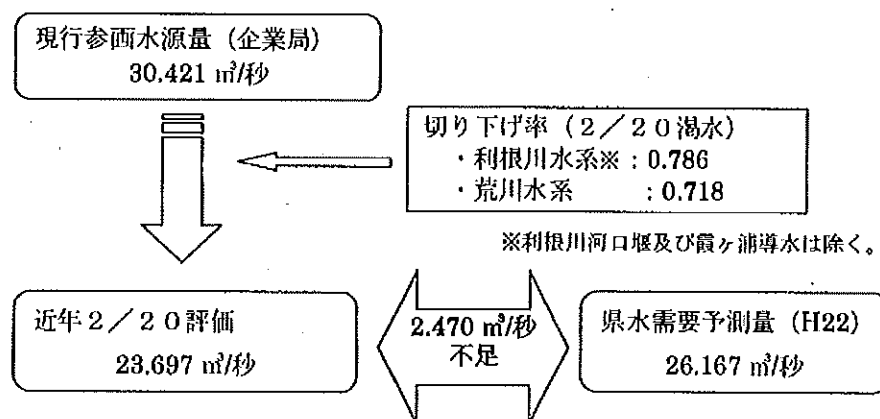 現行参画水源量（企業局）
30.421 ㎥/秒
切り下げ率（２／２０渇水）
・利根川水系※：0.786
・荒川水系　　：0.718
※利根川河口堰及び霞ヶ浦導水は除く。
近年２／２０評価
23.697 ㎥/秒
2.470 ㎥/秒
不足
県水需要予測量（H22）
26.167 ㎥/秒